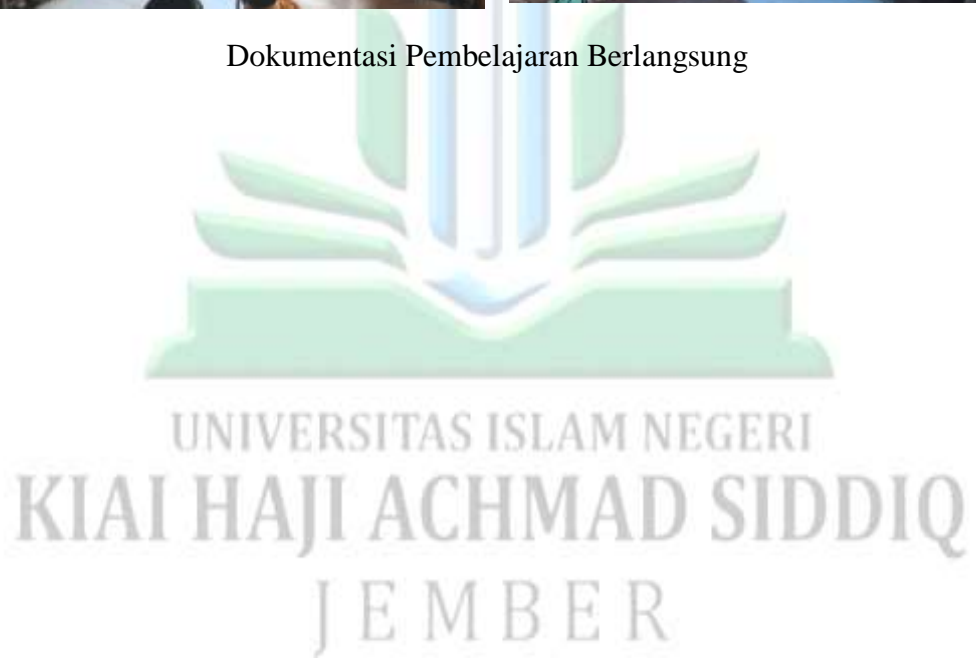 Dokumentasi Pembelajaran Berlangsung
UNIVERSITAS ISLAM NEGERI
KIAI HAJI ACHMAD SIDDIQ
JEMBER